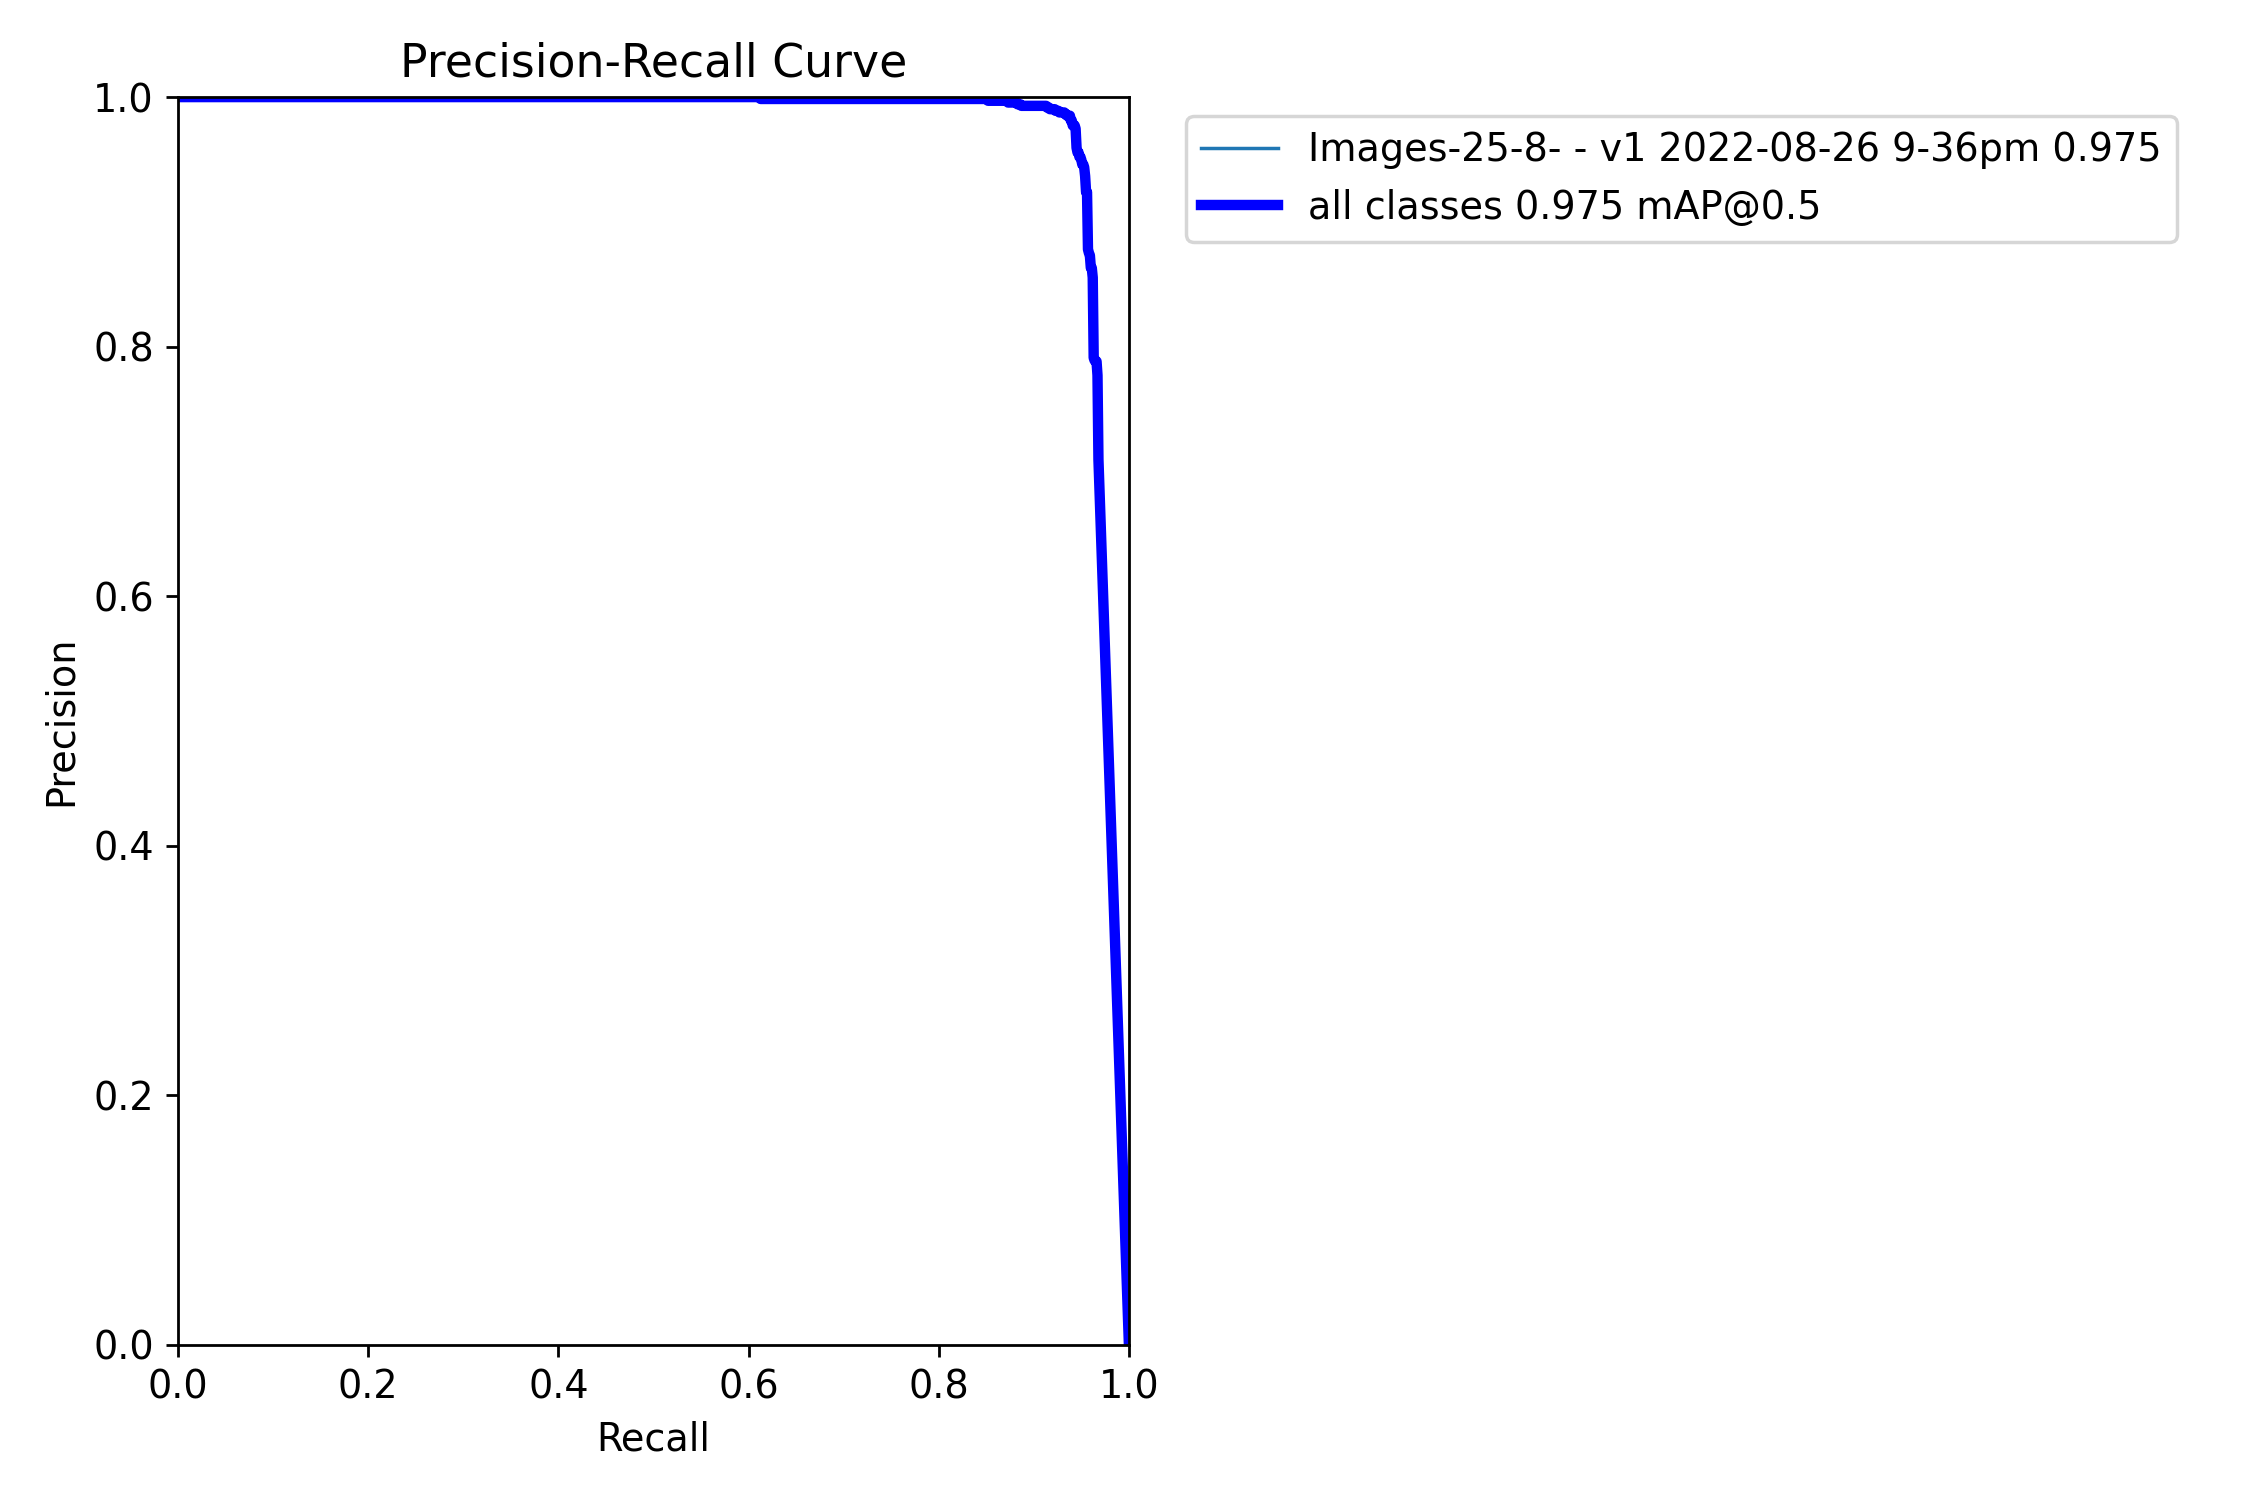 Precision-Recall Curve
1.0
0.8
0.6
0.4
0.2
0.0
Precision
0.0 0.2 0.4 0.6 0.8 1.0
Recall
Images-25-8- - v1 2022-08-26 9-36pm 0.975
all classes 0.975 mAP@0.5